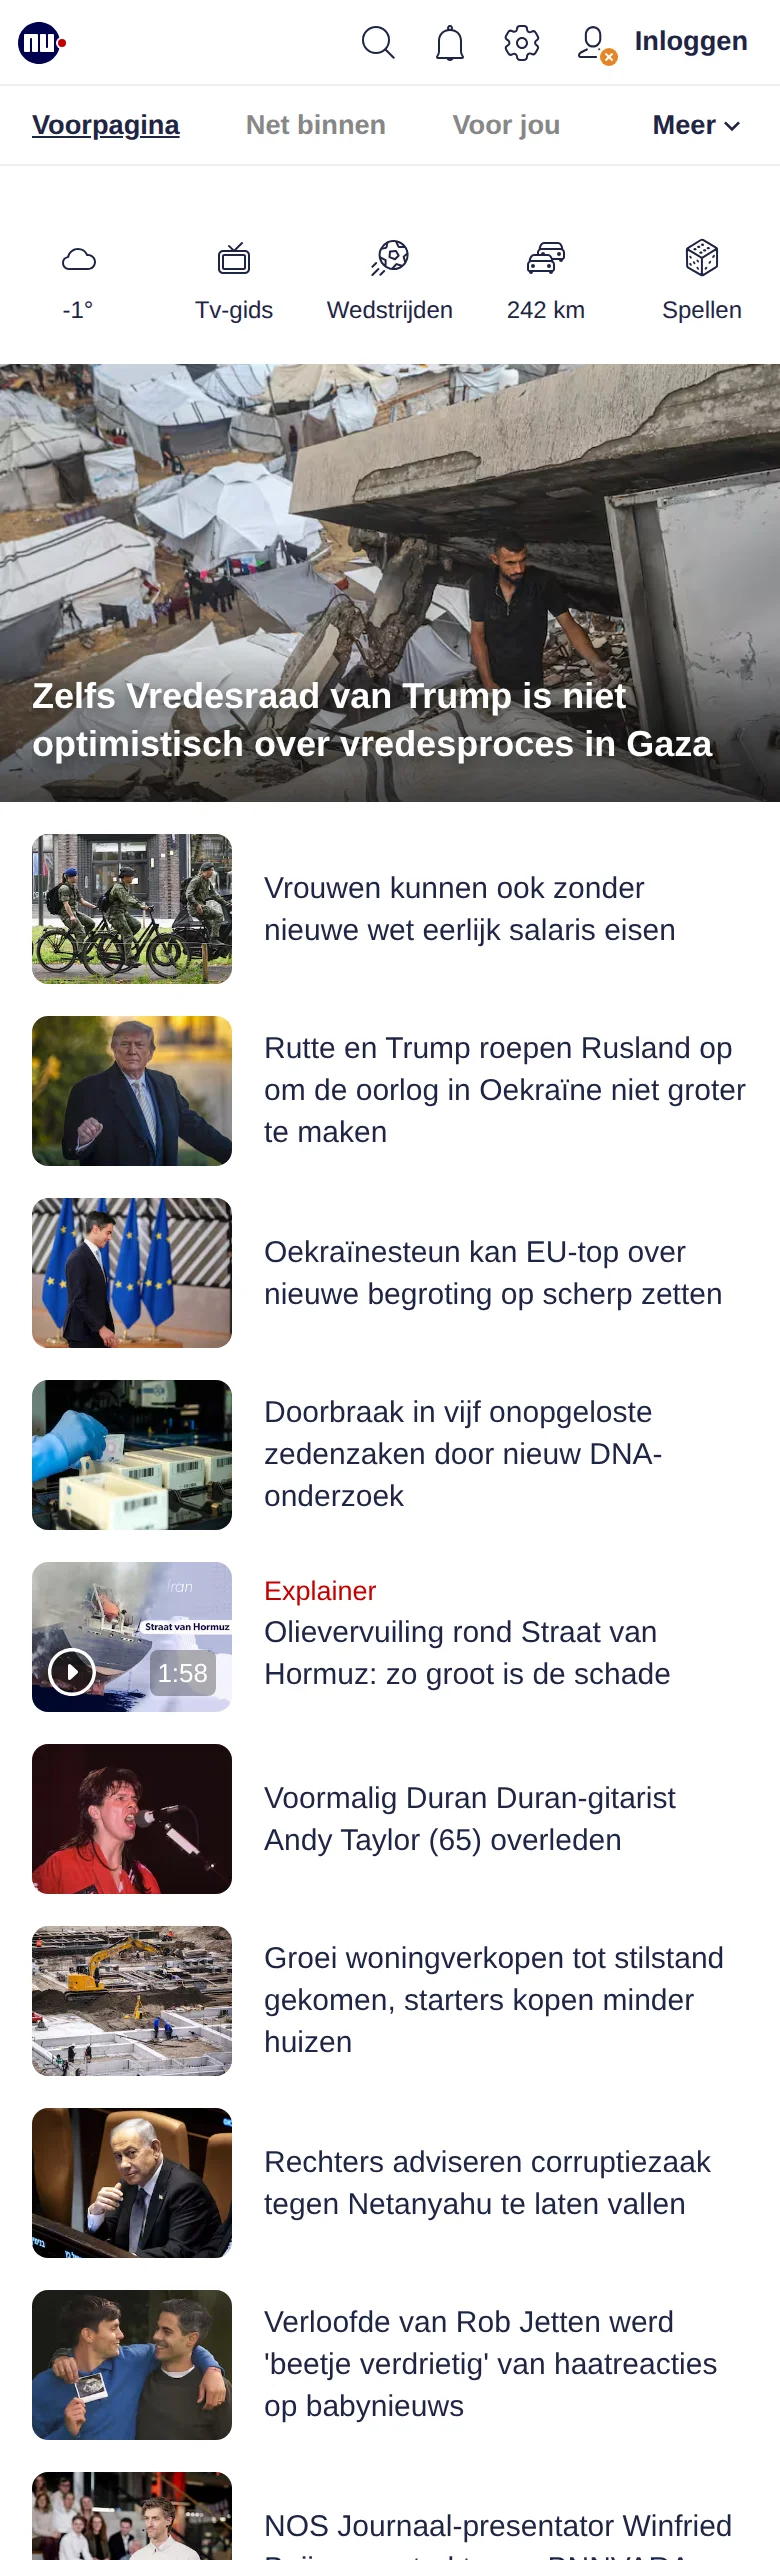 nu
Inloggen
Voorpagina
Net binnen
Voor jou
Meer
-1°
Tv-gids
Wedstrijden
242 km
Spellen
Zelfs Vredesraad van Trump is niet
optimistisch over vredesproces in Gaza
Vrouwen kunnen ook zonder
nieuwe wet eerlijk salaris eisen
Rutte en Trump roepen Rusland op
om de oorlog in Oekraïne niet groter
te maken
Oekraïnesteun kan EU-top over
nieuwe begroting op scherp zetten
Doorbraak in vijf onopgeloste
zedenzaken door nieuw DNA-
onderzoek
Iran
Straat van Hormuz
1:58
Explainer
Olievervuiling rond Straat van
Hormuz: zo groot is de schade
Voormalig Duran Duran-gitarist
Andy Taylor (65) overleden
Groei woningverkopen tot stilstand
gekomen, starters kopen minder
huizen
Rechters adviseren corruptiezaak
tegen Netanyahu te laten vallen
Verloofde van Rob Jetten werd
'beetje verdrietig' van haatreacties
op babynieuws
NOS Journaal-presentator Winfried